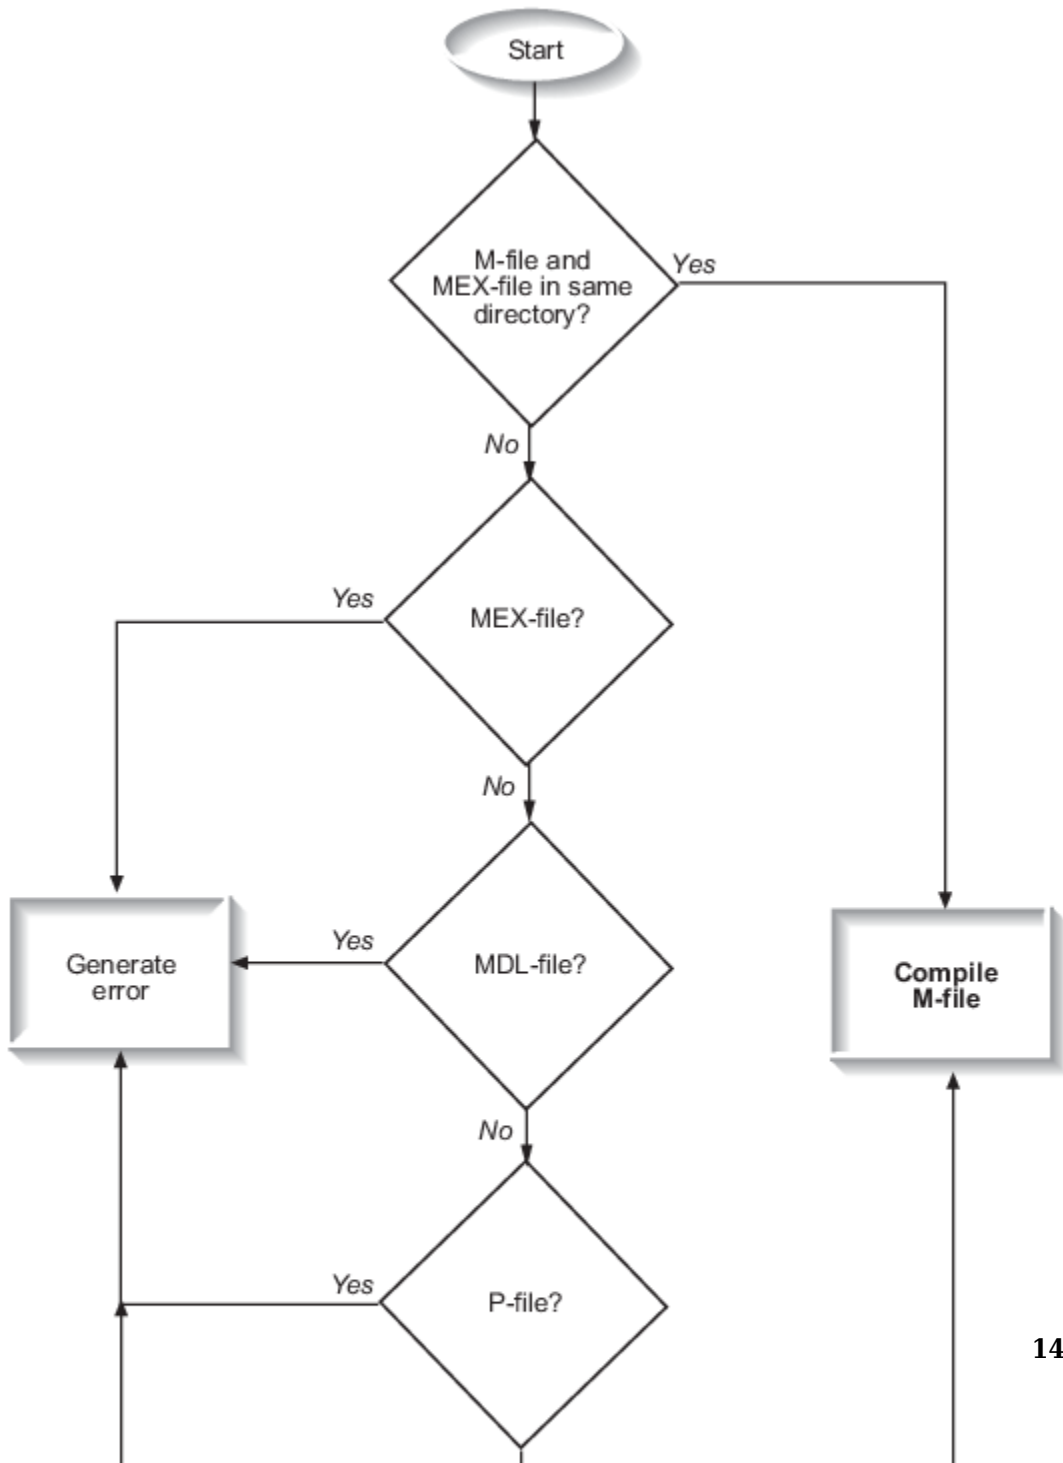 Start
M-file and
MEX-file in same
directory?
Yes
No
MEX-file?
Yes
No
MDL-file?
Yes
Generate
error
Compile
M-file
No
P-file?
Yes
14